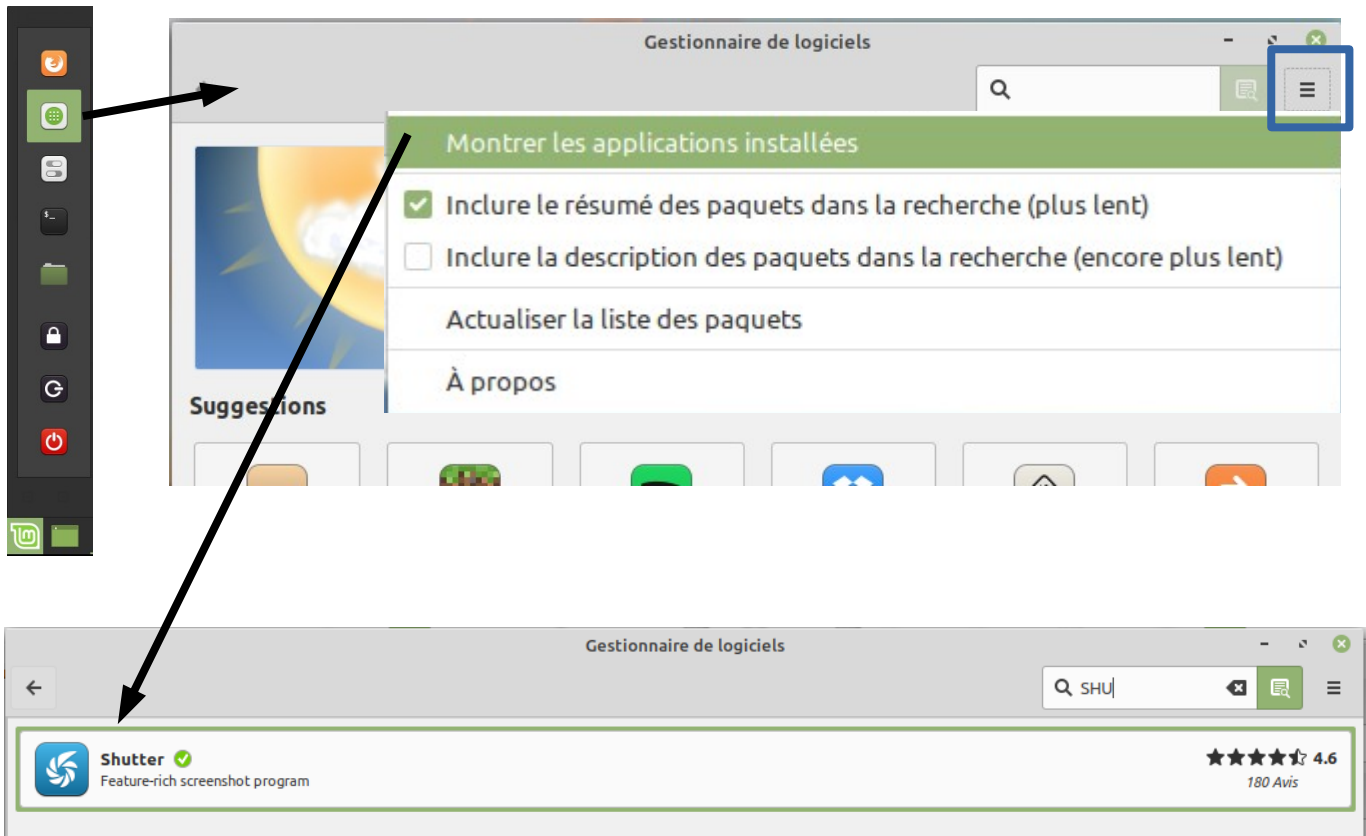 Gestionnaire de logiciels
Montrer les applications installées
Inclure le résumé des paquets dans la recherche (plus lent)
Inclure la description des paquets dans la recherche (encore plus lent)
Actualiser la liste des paquets
À propos
Suggestions
$_
lm
Gestionnaire de logiciels
SHU
Shutter
Feature-rich screenshot program
4.6
180 Avis